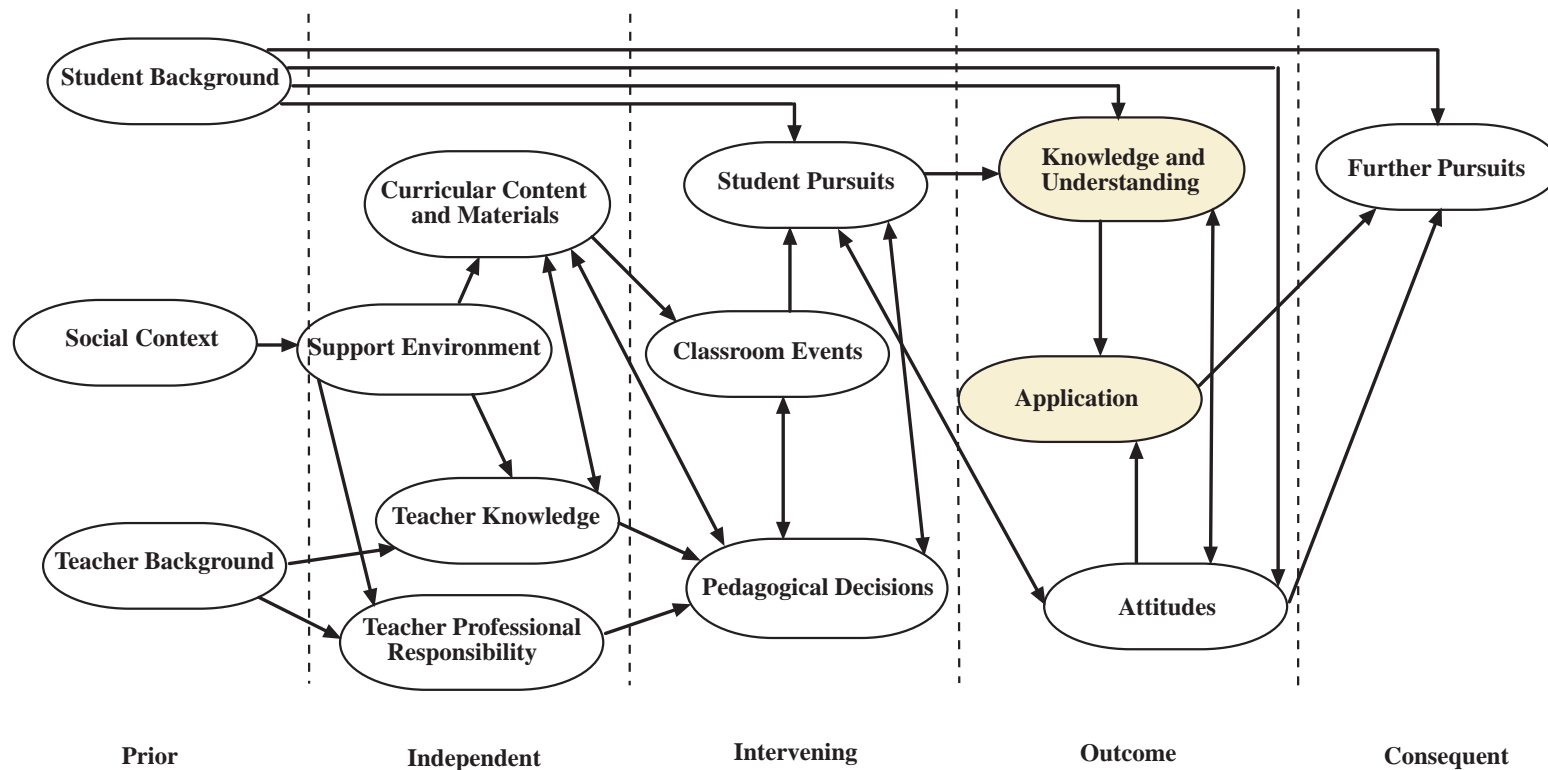 Student Background
Curricular Content
and Materials
Student Pursuits
Knowledge and
Understanding
Further Pursuits
Social Context
Support Environment
Classroom Events
Application
Teacher Background
Teacher Knowledge
Teacher Professional
Responsibility
Pedagogical Decisions
Attitudes
Prior
Independent
Intervening
Outcome
Consequent